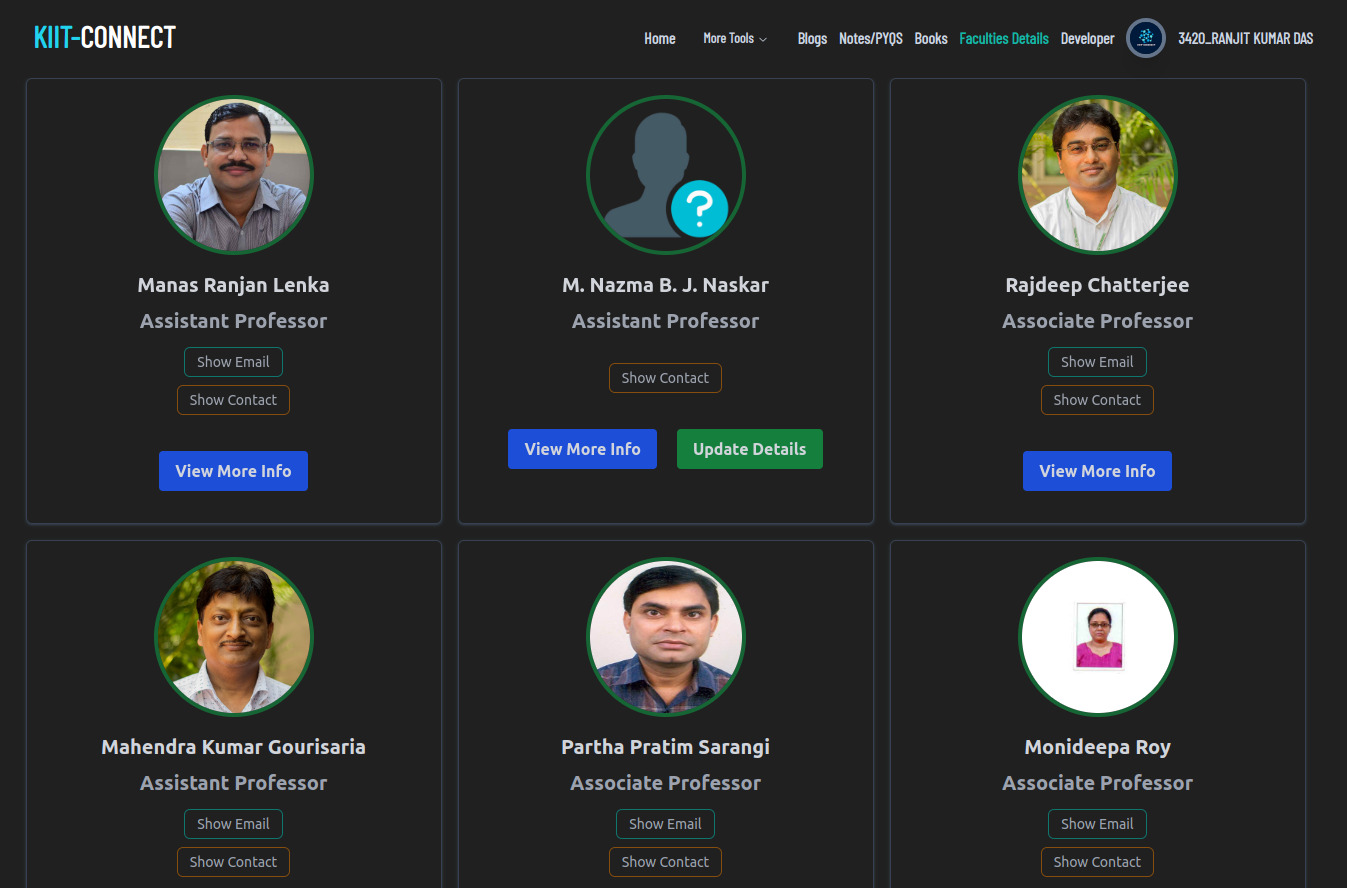 KIIT-CONNECT
Home More Tools Blogs Notes/PYQS Books Faculties Details Developer 3420_RANJIT KUMAR DAS
Manas Ranjan Lenka
Assistant Professor
Show Email
Show Contact
View More Info
M. Nazma B. J. Naskar
Assistant Professor
Show Contact
View More Info Update Details
Rajdeep Chatterjee
Associate Professor
Show Email
Show Contact
View More Info
Mahendra Kumar Gourisaria
Assistant Professor
Show Email
Show Contact
Partha Pratim Sarangi
Associate Professor
Show Email
Show Contact
Monideepa Roy
Associate Professor
Show Email
Show Contact